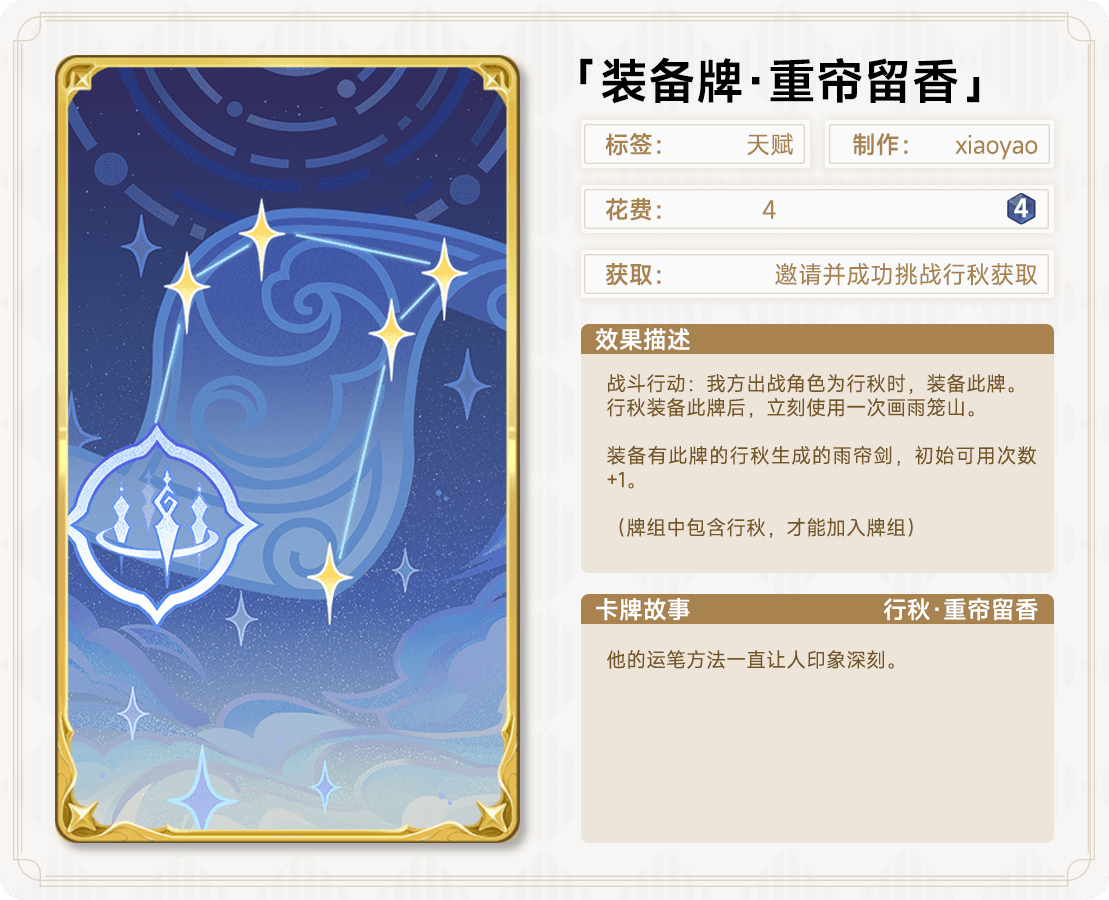 「装备牌·重帘留香」
标签： 天赋
制作： xiaoyao
花费： 4 4
获取： 邀请并成功挑战行秋获取
效果描述
战斗行动：我方出战角色为行秋时，装备此牌。
行秋装备此牌后，立刻使用一次画雨笼山。
装备有此牌的行秋生成的雨帘剑，初始可用次数
+1。
（牌组中包含行秋，才能加入牌组）
卡牌故事 行秋·重帘留香
他的运笔方法一直让人印象深刻。